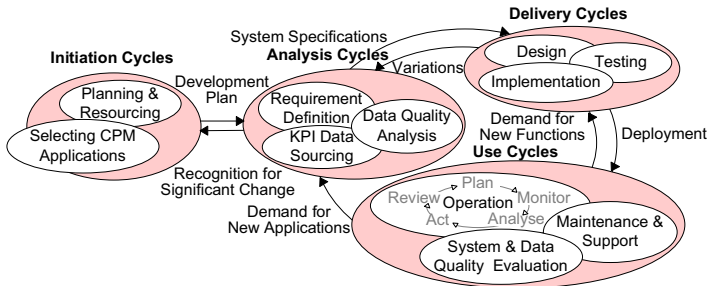 Delivery Cycles
System Specifications
Initiation Cycles
Analysis Cycles
Design
Testing
Implementation
Variations
Planning &
Resourcing
Development
Plan
Requirement
Definition
Data Quality
Analysis
Selecting CPM
Applications
KPI Data
Sourcing
Demand for
New Functions
Deployment
Use Cycles
Recognition for
Significant Change
Demand for
New Applications
Plan
Review
Operation
Monitor
Act
Analyse
Maintenance &
Support
System & Data
Quality Evaluation